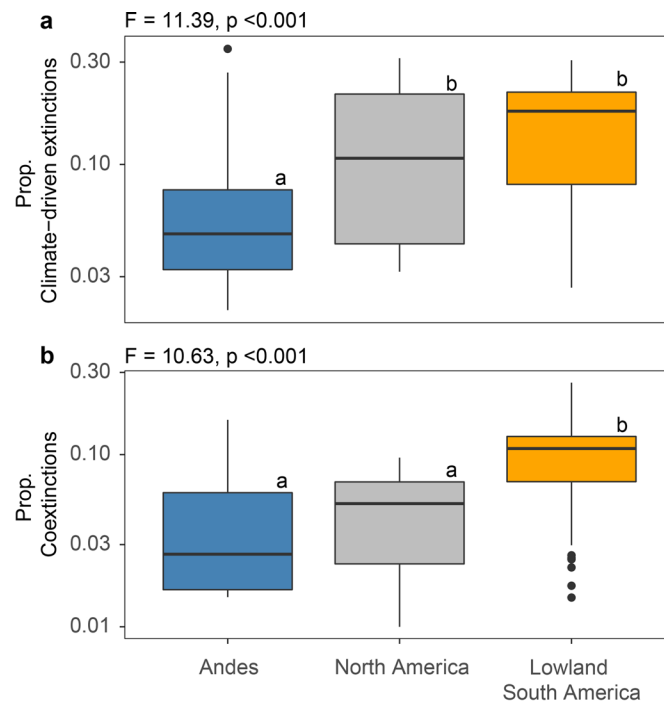 a
F = 11.39, p <0.001
Prop.
Climate−driven extinctions
0.30
0.10
0.03
a
b
b
b
F = 10.63, p <0.001
Prop.
Coextinctions
0.30
0.10
0.03
0.01
a
a
b
Andes
North America
Lowland
South America